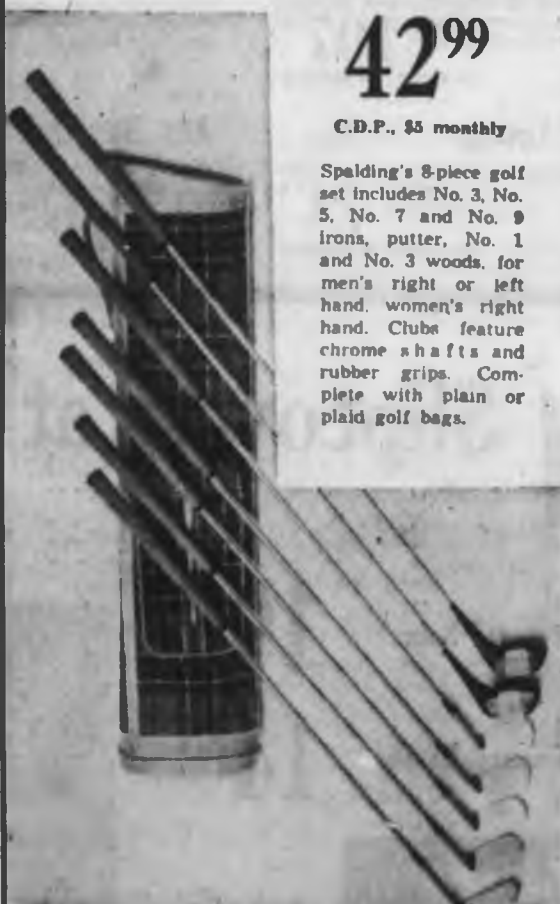 42⁹⁹
C.D.P., $5 monthly
Spalding's 8-piece golf
set includes No. 3, No.
5, No. 7 and No. 9
irons, putter, No. 1
and No. 3 woods, for
men's right or left
hand, women's right
hand. Clubs feature
chrome shafts and
rubber grips. Com-
plete with plain or
plaid golf bags.